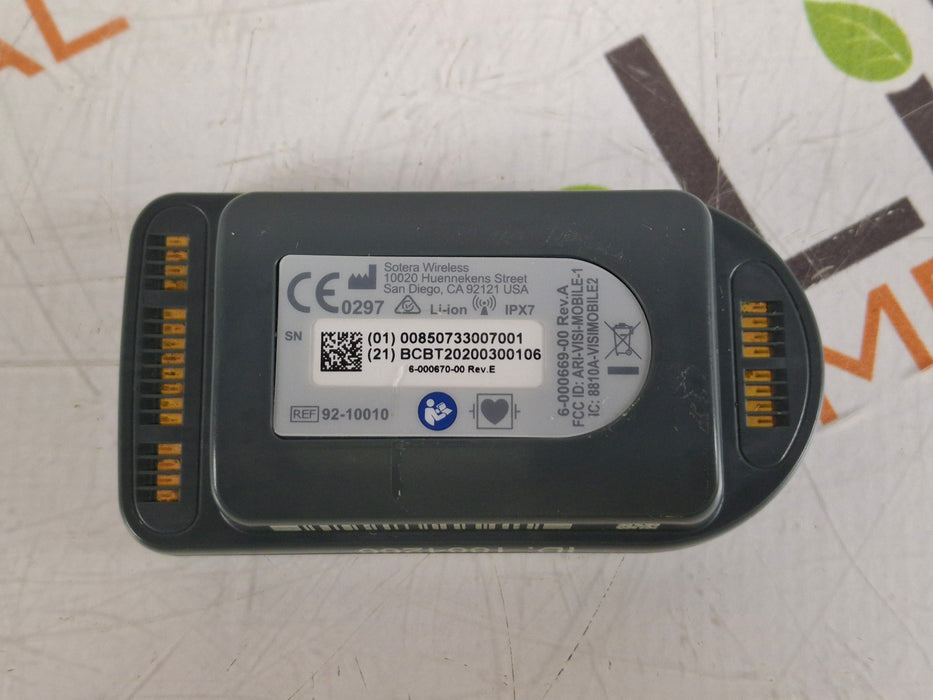 AL
Sotera Wireless
10020 Huennekens Street
San Diego, CA 92121 USA
CE 0297 Li-ion IPX7
SN
(01) 00850733007001
(21) BCBT20200300106
6-000670-00 Rev.E
REF 92-10010
6-000669-00 Rev.A
FCC ID: ARI-VISI-MOBILE-1
IC: 8810A-VISIMOBILE2